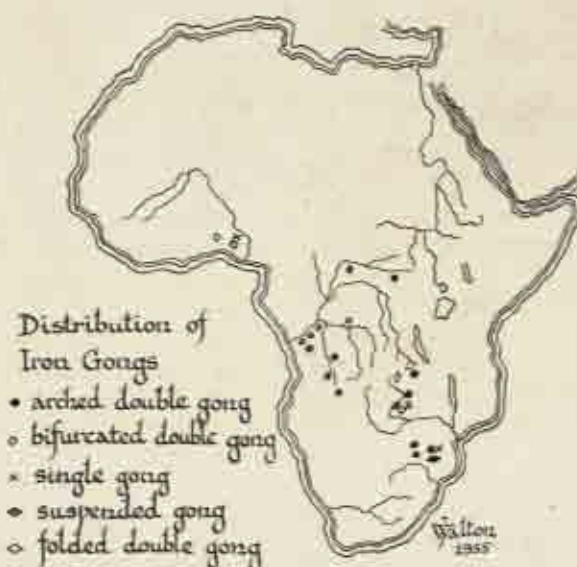 Distribution of
Iron Gongs
arched double gong
bifurcated double gong
single gong
suspended gong
folded double gong
Walton
1955